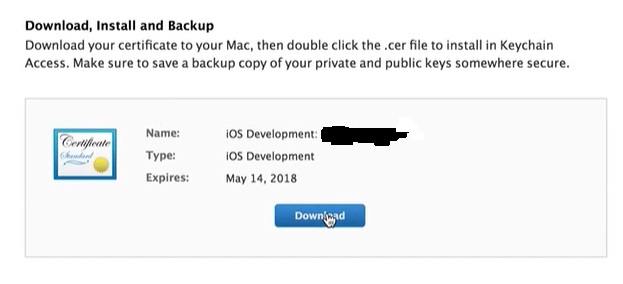 Download, Install and Backup
Download your certificate to your Mac, then double click the .cer file to install in Keychain
Access. Make sure to save a backup copy of your private and public keys somewhere secure.
Certificate
Standard
Name: iOS Development:
Type: iOS Development
Expires: May 14, 2018
Download